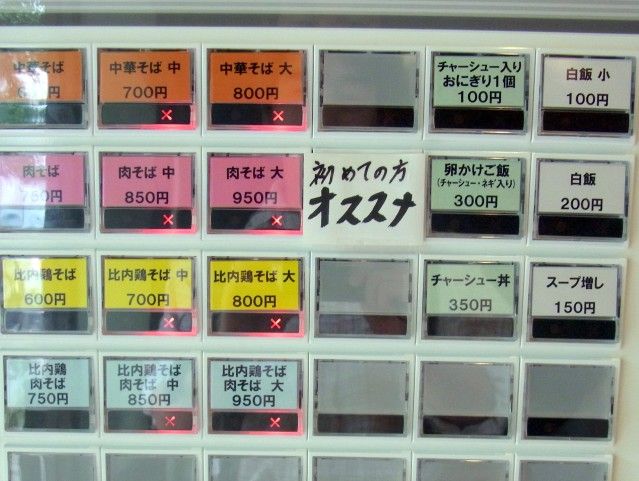 中華そば
中華そば 中
700円
中華そば 大
800円
チャーシュー入り
おにぎり1個
100円
白飯 小
100円
肉そば
750円
肉そば 中
850円
肉そば 大
950円
初めての方
オススメ
卵かけご飯
(チャーシュー・ネギ入り)
300円
白飯
200円
比内鶏そば
600円
比内鶏そば 中
700円
比内鶏そば 大
800円
チャーシュー丼
350円
スープ増し
150円
比内鶏
肉そば
750円
比内鶏
肉そば 中
850円
比内鶏
肉そば 大
950円